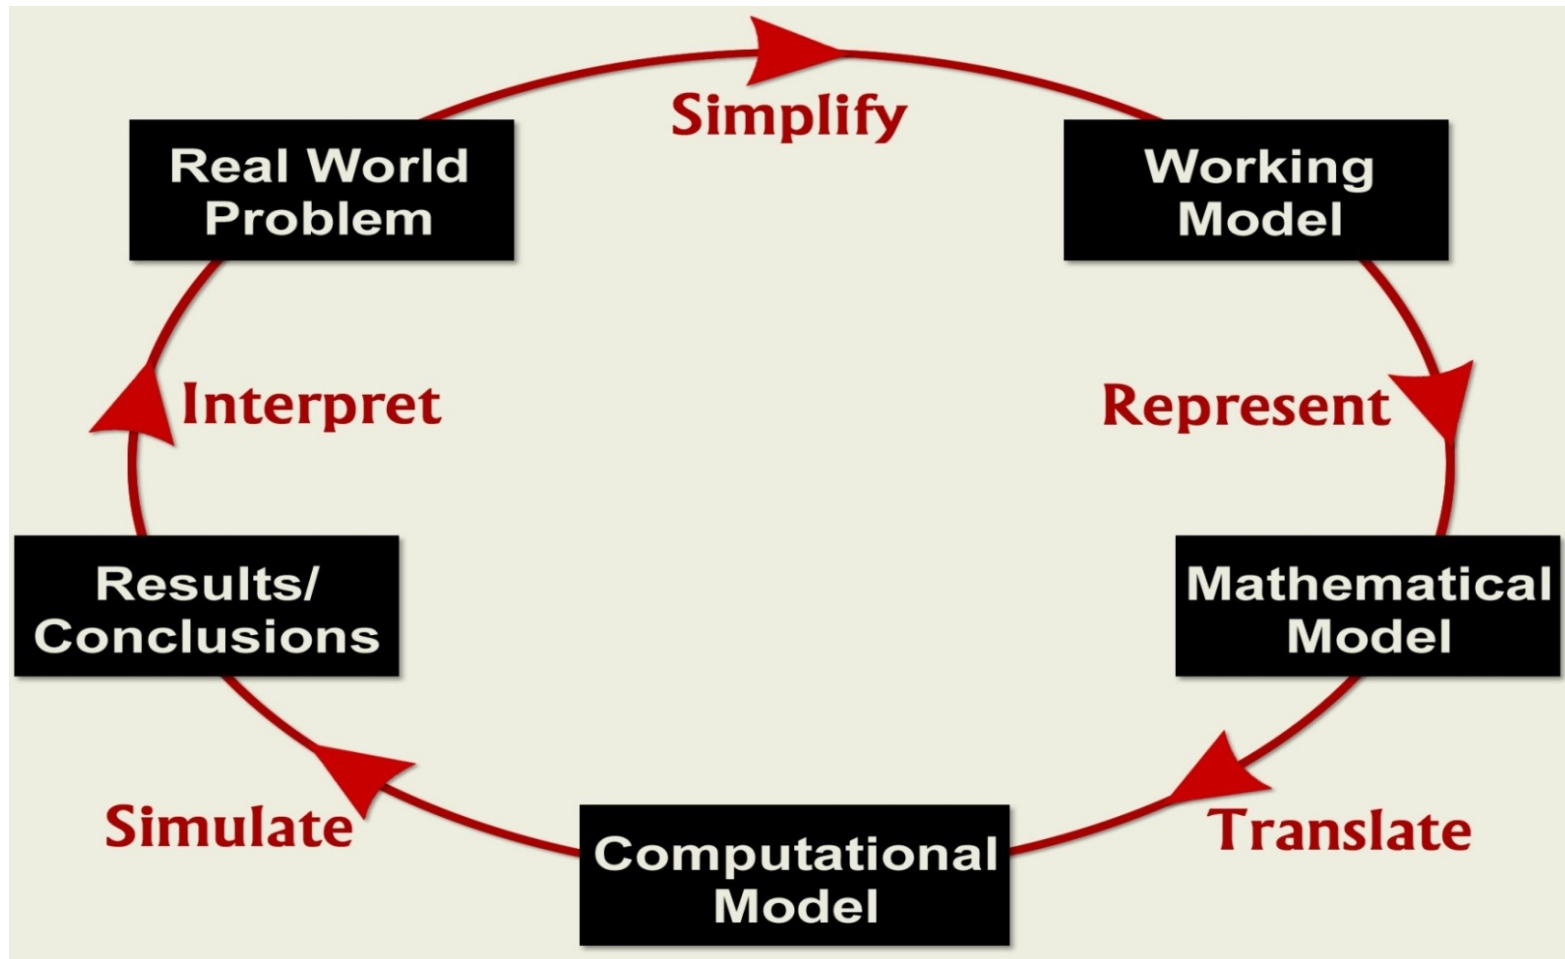 Simplify
Real World
Problem
Working
Model
Interpret
Represent
Results/
Conclusions
Mathematical
Model
Simulate
Translate
Computational
Model